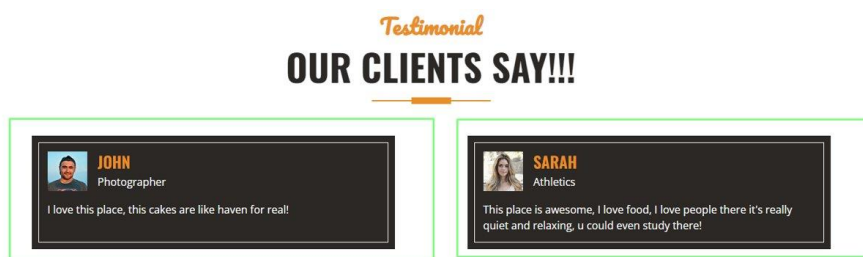 Testimonial
OUR CLIENTS SAY!!!
JOHN
Photographer
I love this place, this cakes are like haven for real!
SARAH
Athletics
This place is awesome, I love food, I love people there it's really
quiet and relaxing, u could even study there!